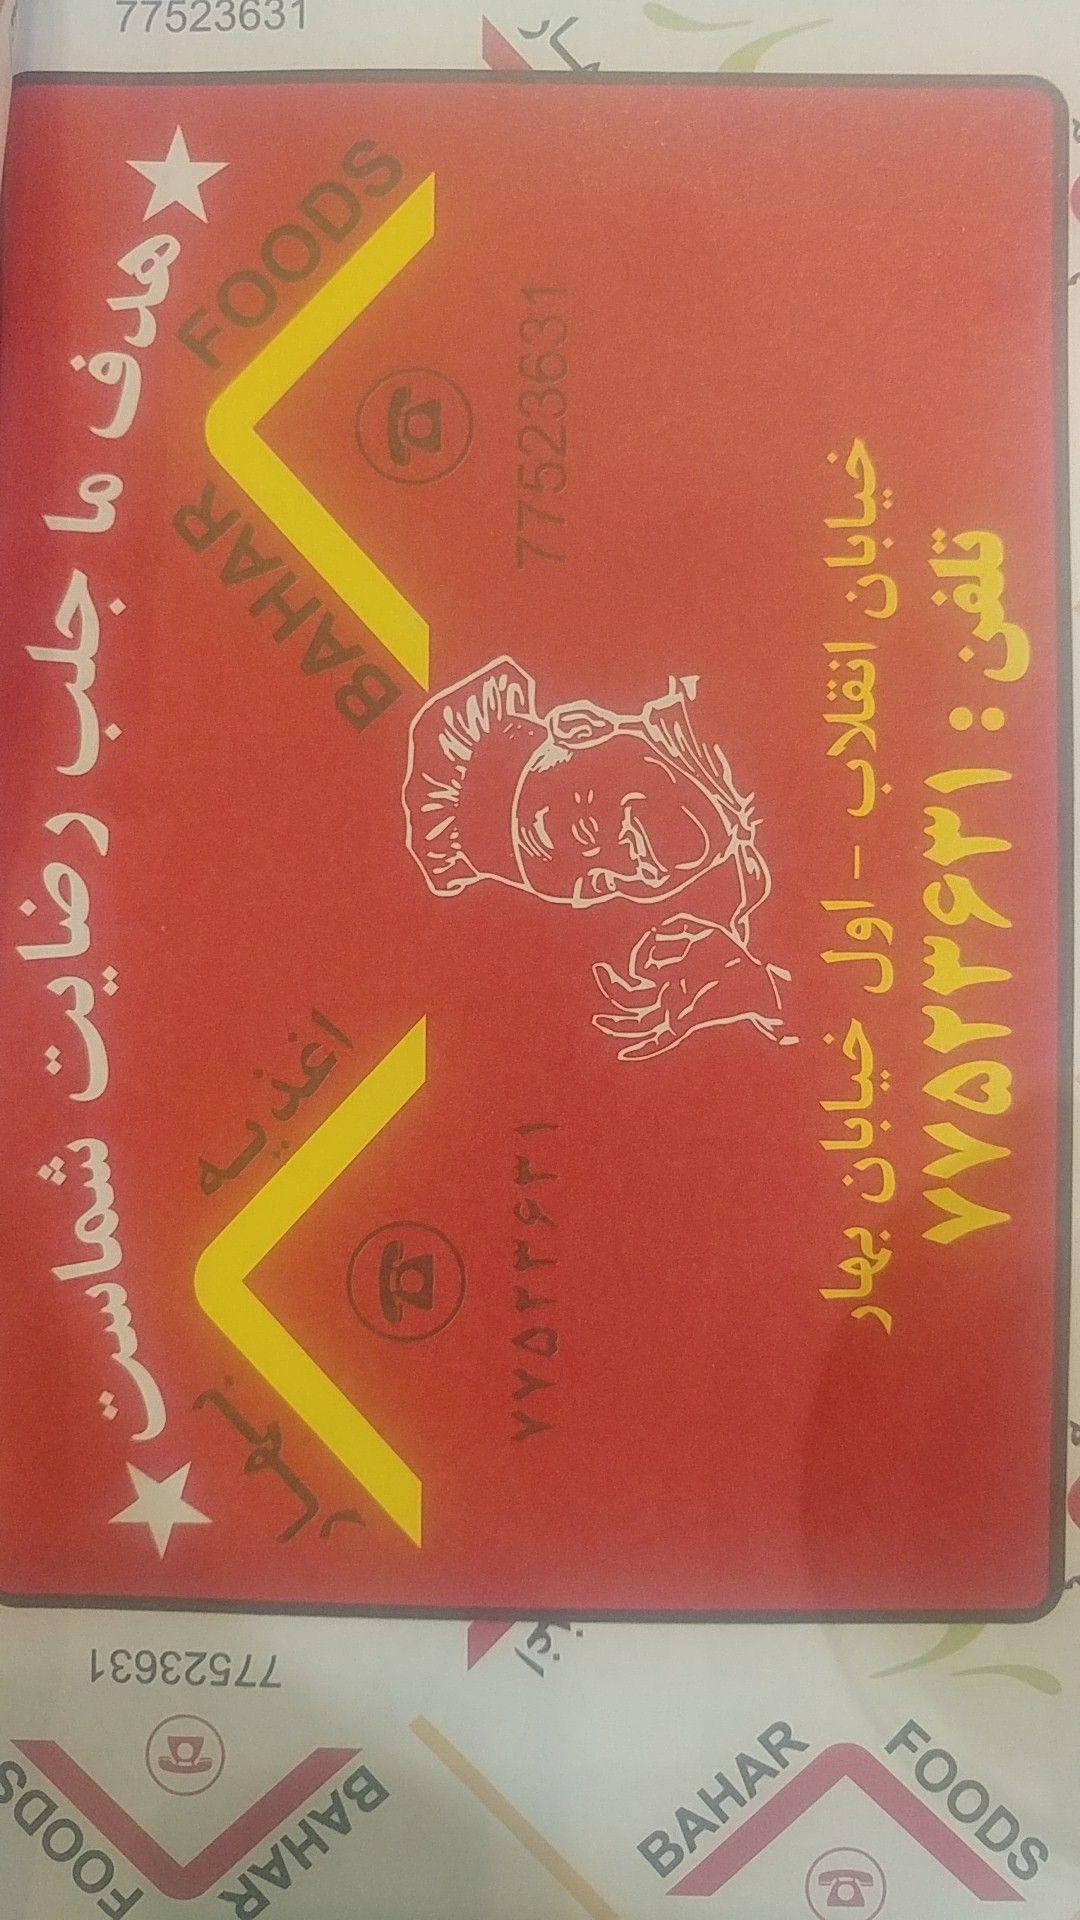 ★ هدف ما جلب رضایت شماست ★
BAHAR FOODS
77523631
اغذیه بهار
۷۷۵۲۳۶۳۱
خیابان انقلاب - اول خیابان بهار
تلفن : ۷۷۵۲۳۶۳۱
77523631
77523631
BAHAR FOODS
BAHAR FOODS